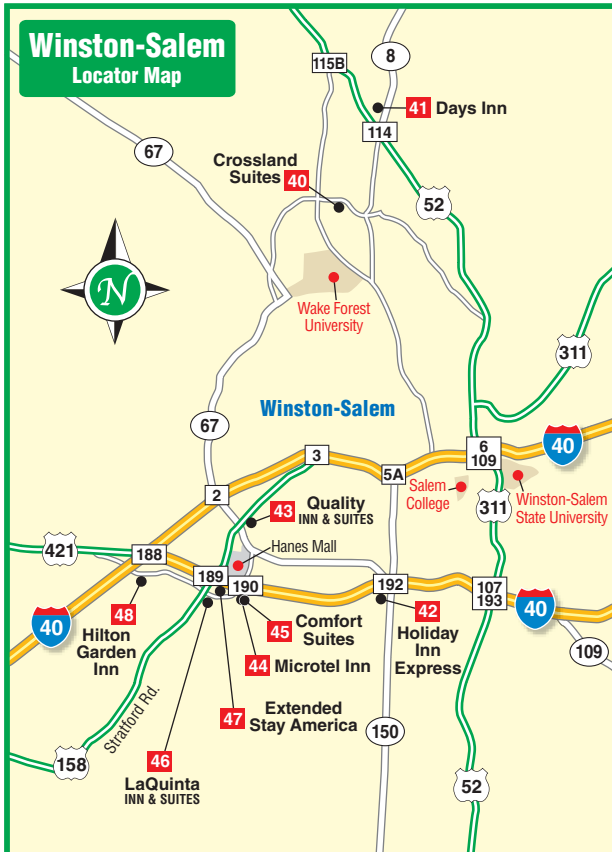 Winston-Salem
Locator Map
115B
8
41 Days Inn
114
67
Crossland
Suites 40
52
N
Wake Forest
University
311
67
Winston-Salem
3
6
109
40
5A
2
Salem
College
Winston-Salem
State University
311
43 Quality
INN & SUITES
421
188
Hanes Mall
189
190
192
107
193
40
40
48
Hilton
Garden
Inn
45 Comfort
Suites
42
Holiday
Inn
Express
44 Microtel Inn
109
47 Extended
Stay America
Stratford Rd.
150
158
46
LaQuinta
INN & SUITES
52